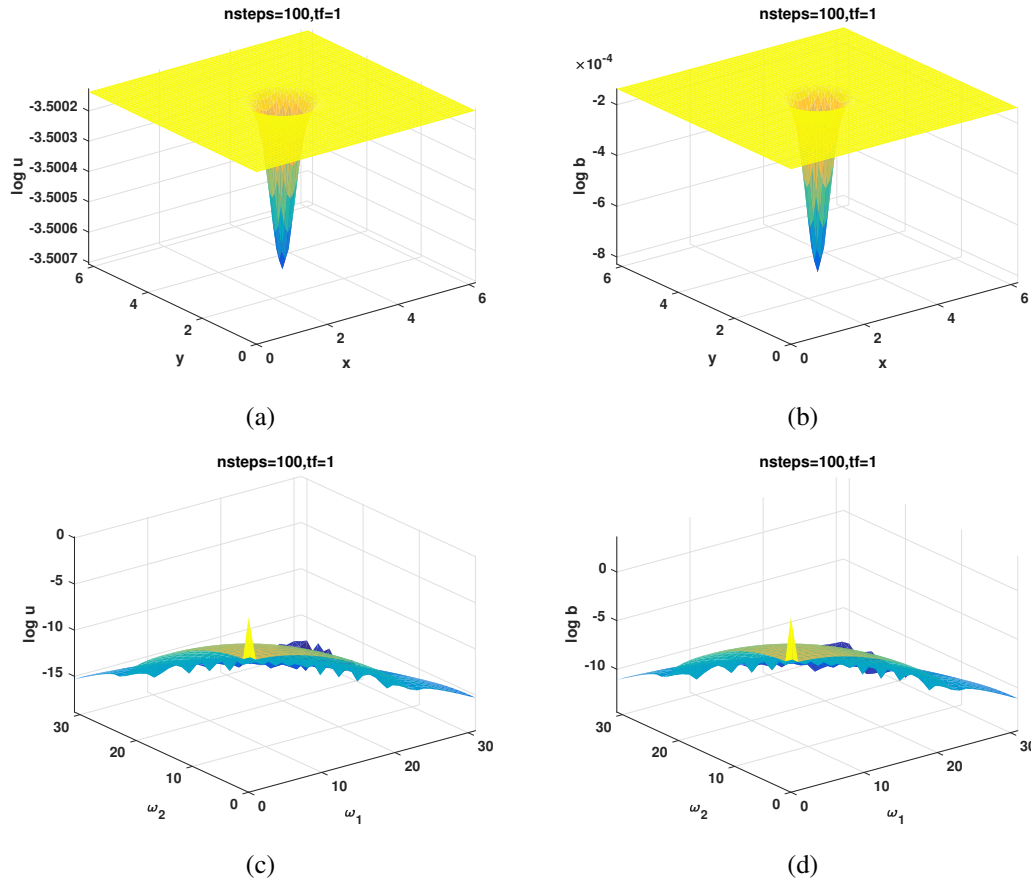 nsteps=100,tf=1
-3.5002
-3.5003
-3.5004
-3.5005
-3.5006
-3.5007
log u
6
4
2
0
y
0
2
4
6
x
(a)
nsteps=100,tf=1
×10⁻⁴
-2
-4
-6
-8
log b
6
4
2
0
y
0
2
4
6
x
(b)
nsteps=100,tf=1
0
-5
-10
-15
log u
30
20
10
0
ω₂
0
10
20
30
ω₁
(c)
nsteps=100,tf=1
0
-5
-10
log b
30
20
10
0
ω₂
0
10
20
30
ω₁
(d)